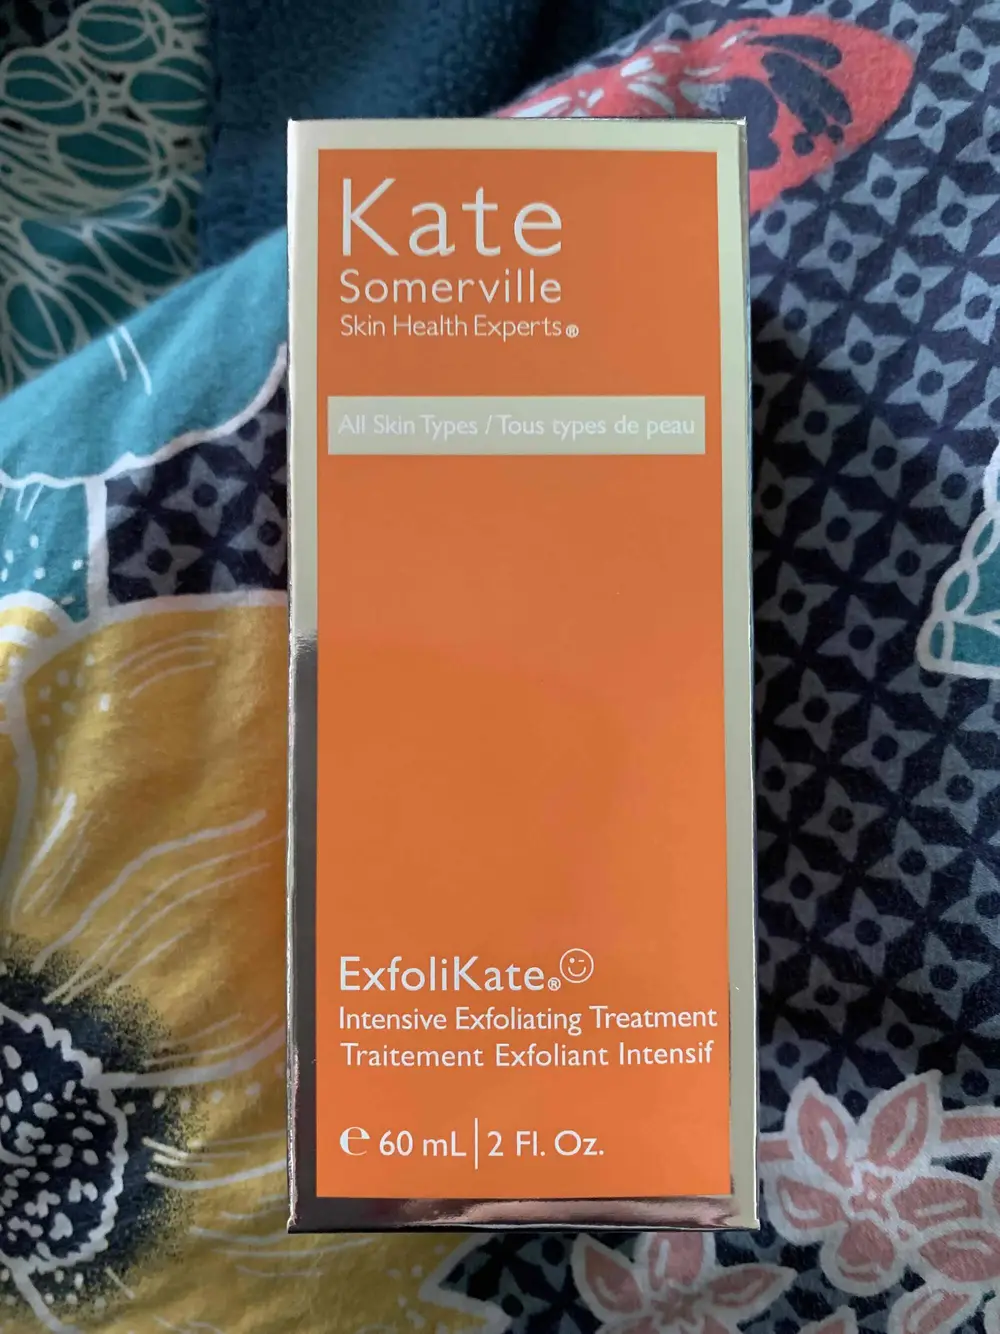 Kate
Somerville
Skin Health Experts®
All Skin Types / Tous types de peau
ExfoliKate®
Intensive Exfoliating Treatment
Traitement Exfoliant Intensif
℮ 60 mL | 2 Fl. Oz.